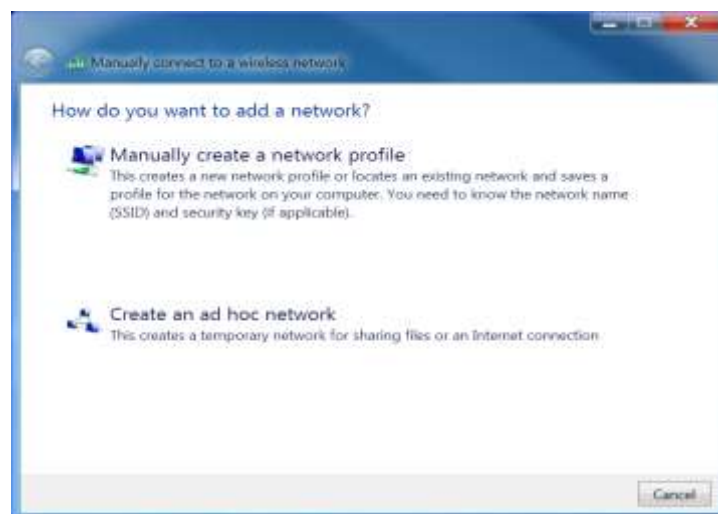 Manually connect to a wireless network
How do you want to add a network?
Manually create a network profile
This creates a new network profile or locates an existing network and saves a
profile for the network on your computer. You need to know the network name
(SSID) and security key (if applicable).
Create an ad hoc network
This creates a temporary network for sharing files or an Internet connection
Cancel